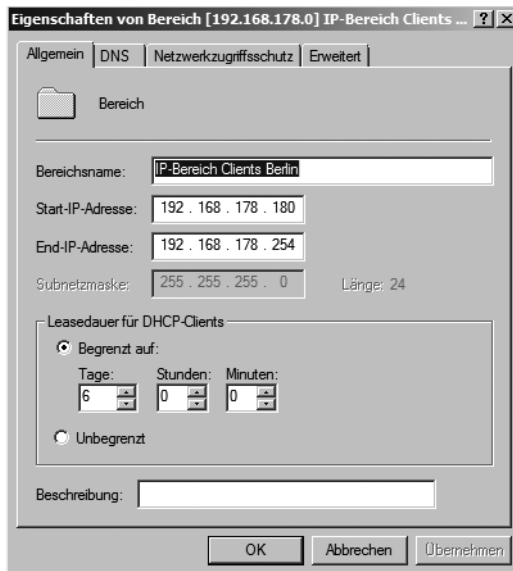 Eigenschaften von Bereich [192.168.178.0] IP-Bereich Clients ...
Allgemein DNS Netzwerkzugriffsschutz Erweitert
Bereich
Bereichsname: IP-Bereich Clients Berlin
Start-IP-Adresse: 192 . 168 . 178 . 180
End-IP-Adresse: 192 . 168 . 178 . 254
Subnetzmaske: 255 . 255 . 255 . 0 Länge: 24
Leasedauer für DHCP-Clients
Begrenzt auf:
Tage: Stunden: Minuten:
6 0 0
Unbegrenzt
Beschreibung:
OK Abbrechen Übernehmen